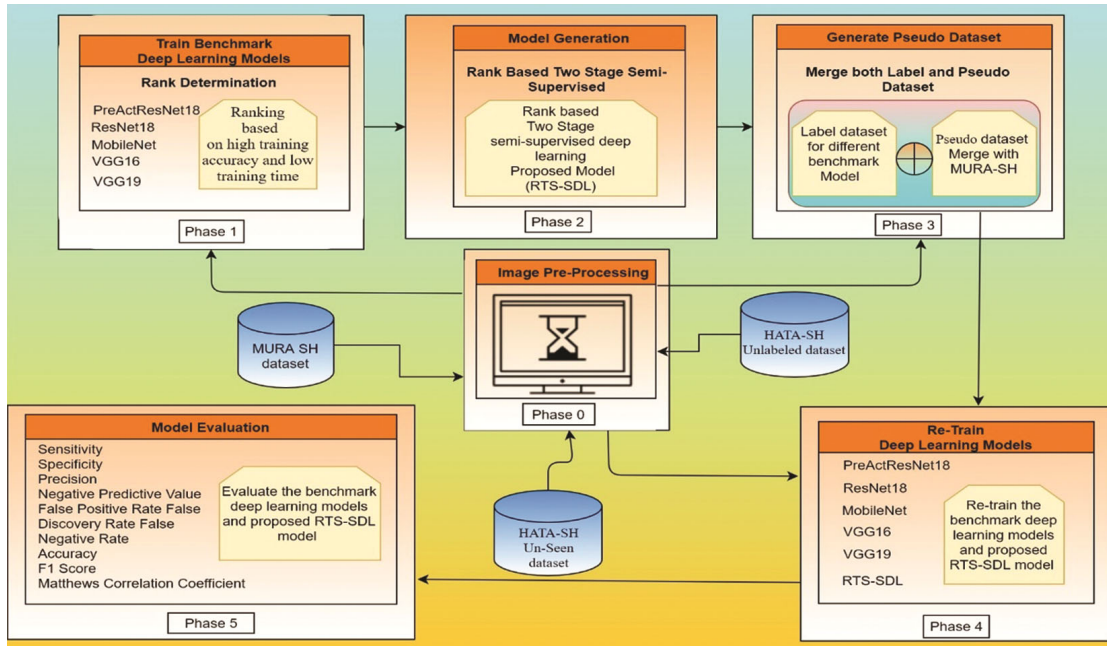 Train Benchmark
Deep Learning Models
Rank Determination
PreActResNet18
ResNet18
MobileNet
VGG16
VGG19
Ranking
based
on high training
accuracy and low
training time
Phase 1
Model Generation
Rank Based Two Stage Semi-
Supervised
Rank based
Two Stage
semi-supervised deep
learning
Proposed Model
(RTS-SDL)
Phase 2
Generate Pseudo Dataset
Merge both Label and Pseudo
Dataset
Label dataset
for different
benchmark
Model
Pseudo dataset
Merge with
MURA-SH
Phase 3
Image Pre-Processing
Phase 0
MURA SH
dataset
HATA-SH
Unlabeled dataset
HATA-SH
Un-Seen
dataset
Re-Train
Deep Learning Models
PreActResNet18
ResNet18
MobileNet
VGG16
VGG19
RTS-SDL
Re-train the
benchmark deep
learning models
and proposed
RTS-SDL model
Phase 4
Model Evaluation
Sensitivity
Specificity
Precision
Negative Predictive Value
False Positive Rate False
Discovery Rate False
Negative Rate
Accuracy
F1 Score
Matthews Correlation Coefficient
Evaluate the benchmark
deep learning models
and proposed RTS-SDL
model
Phase 5